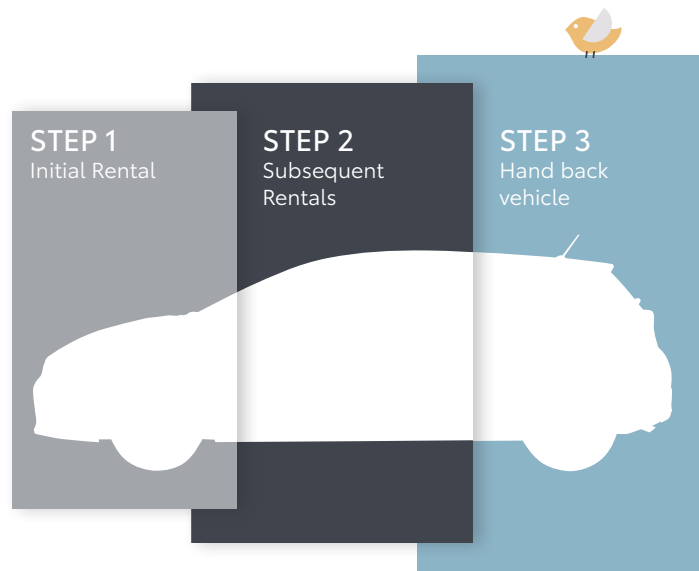 STEP 1
Initial Rental
STEP 2
Subsequent
Rentals
STEP 3
Hand back
vehicle